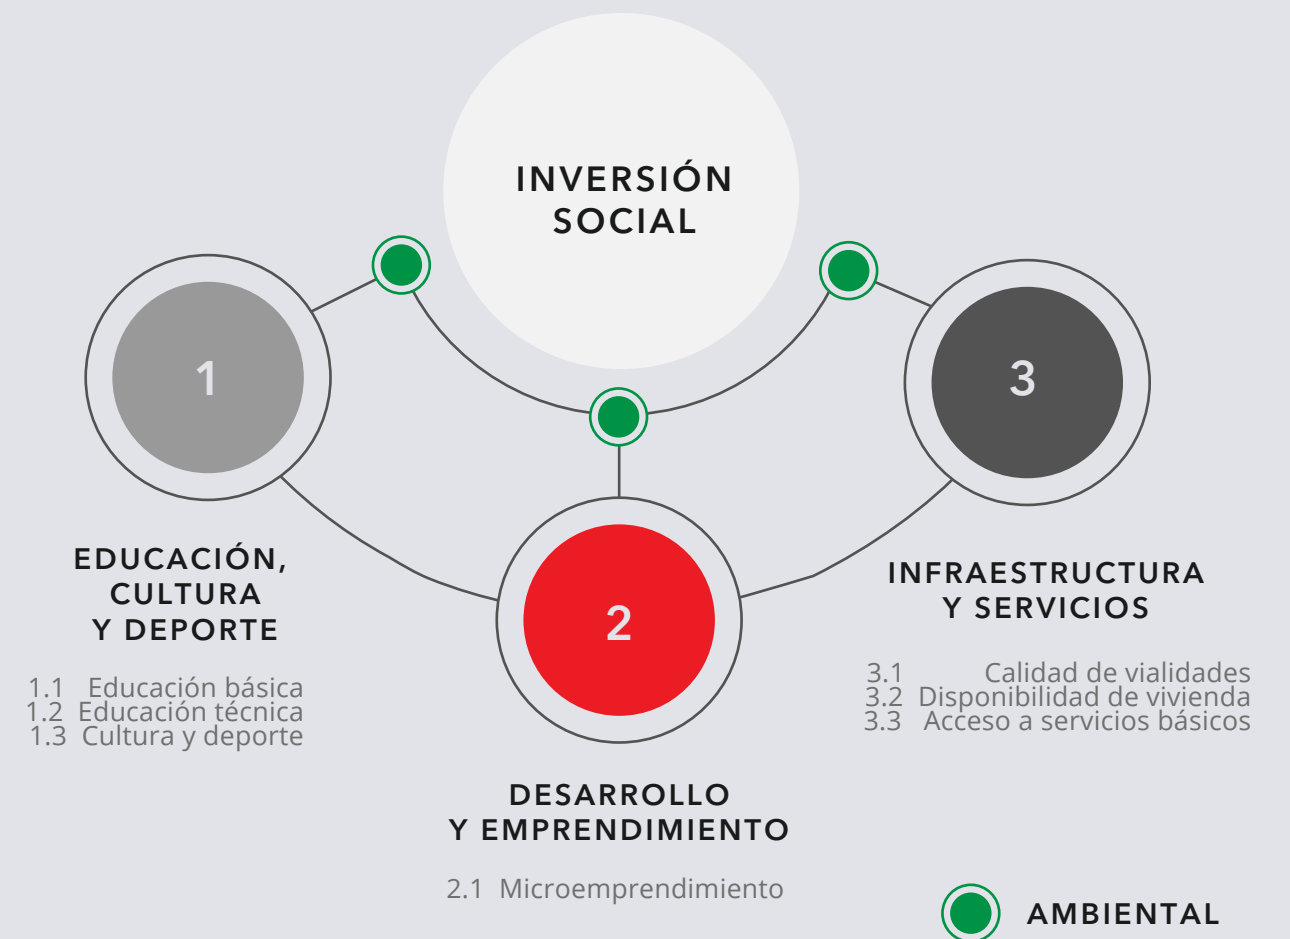 INVERSIÓN
SOCIAL
1
EDUCACIÓN,
CULTURA
Y DEPORTE
1.1 Educación básica
1.2 Educación técnica
1.3 Cultura y deporte
2
DESARROLLO
Y EMPRENDIMIENTO
2.1 Microemprendimiento
3
INFRAESTRUCTURA
Y SERVICIOS
3.1 Calidad de vialidades
3.2 Disponibilidad de vivienda
3.3 Acceso a servicios básicos
AMBIENTAL